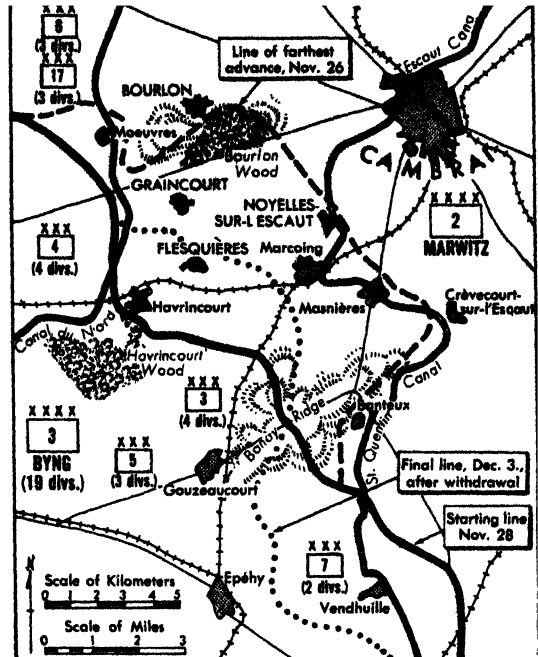 XXX
6
(3 divs.)
XXX
17
(3 divs.)
Line of farthest
advance, Nov. 26
Escaut Canal
BOURLON
Moeuvres
Bourlon
Wood
CAMBRAI
GRAINCOURT
NOYELLES-
SUR-L ESCAUT
XXXX
2
MARWITZ
XXX
4
(4 divs.)
FLESQUIÈRES
Marcoing
Havrincourt
Masnières
Crèvecourt-
sur-l'Esqaut
Canal du Nord
Havrincourt
Wood
XXX
3
(4 divs.)
Canal
Bonav Ridge
Banteux
XXXX
3
BYNG
(19 divs.)
XXX
5
(3 divs.)
St. Quentin
Gouzeaucourt
Final line, Dec. 3.,
after withdrawal
Starting line
Nov. 28
XXX
7
(2 divs.)
N
Scale of Kilometers
0 1 2 3 4 5
Scale of Miles
0 1 2 3
Epéhy
Vendhuille